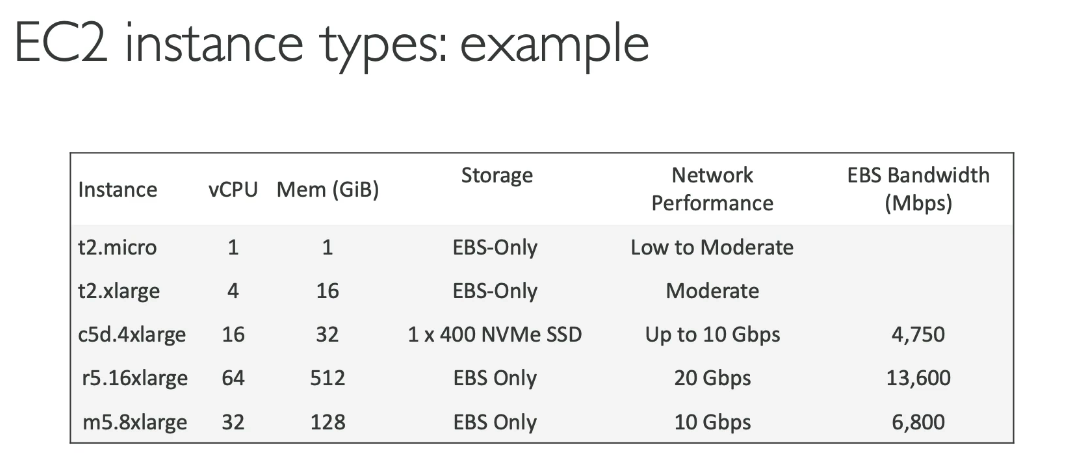 EC2 instance types: example
Instance vCPU Mem (GiB) Storage Network Performance EBS Bandwidth (Mbps)
t2.micro 1 1 EBS-Only Low to Moderate
t2.xlarge 4 16 EBS-Only Moderate
c5d.4xlarge 16 32 1 x 400 NVMe SSD Up to 10 Gbps 4,750
r5.16xlarge 64 512 EBS Only 20 Gbps 13,600
m5.8xlarge 32 128 EBS Only 10 Gbps 6,800